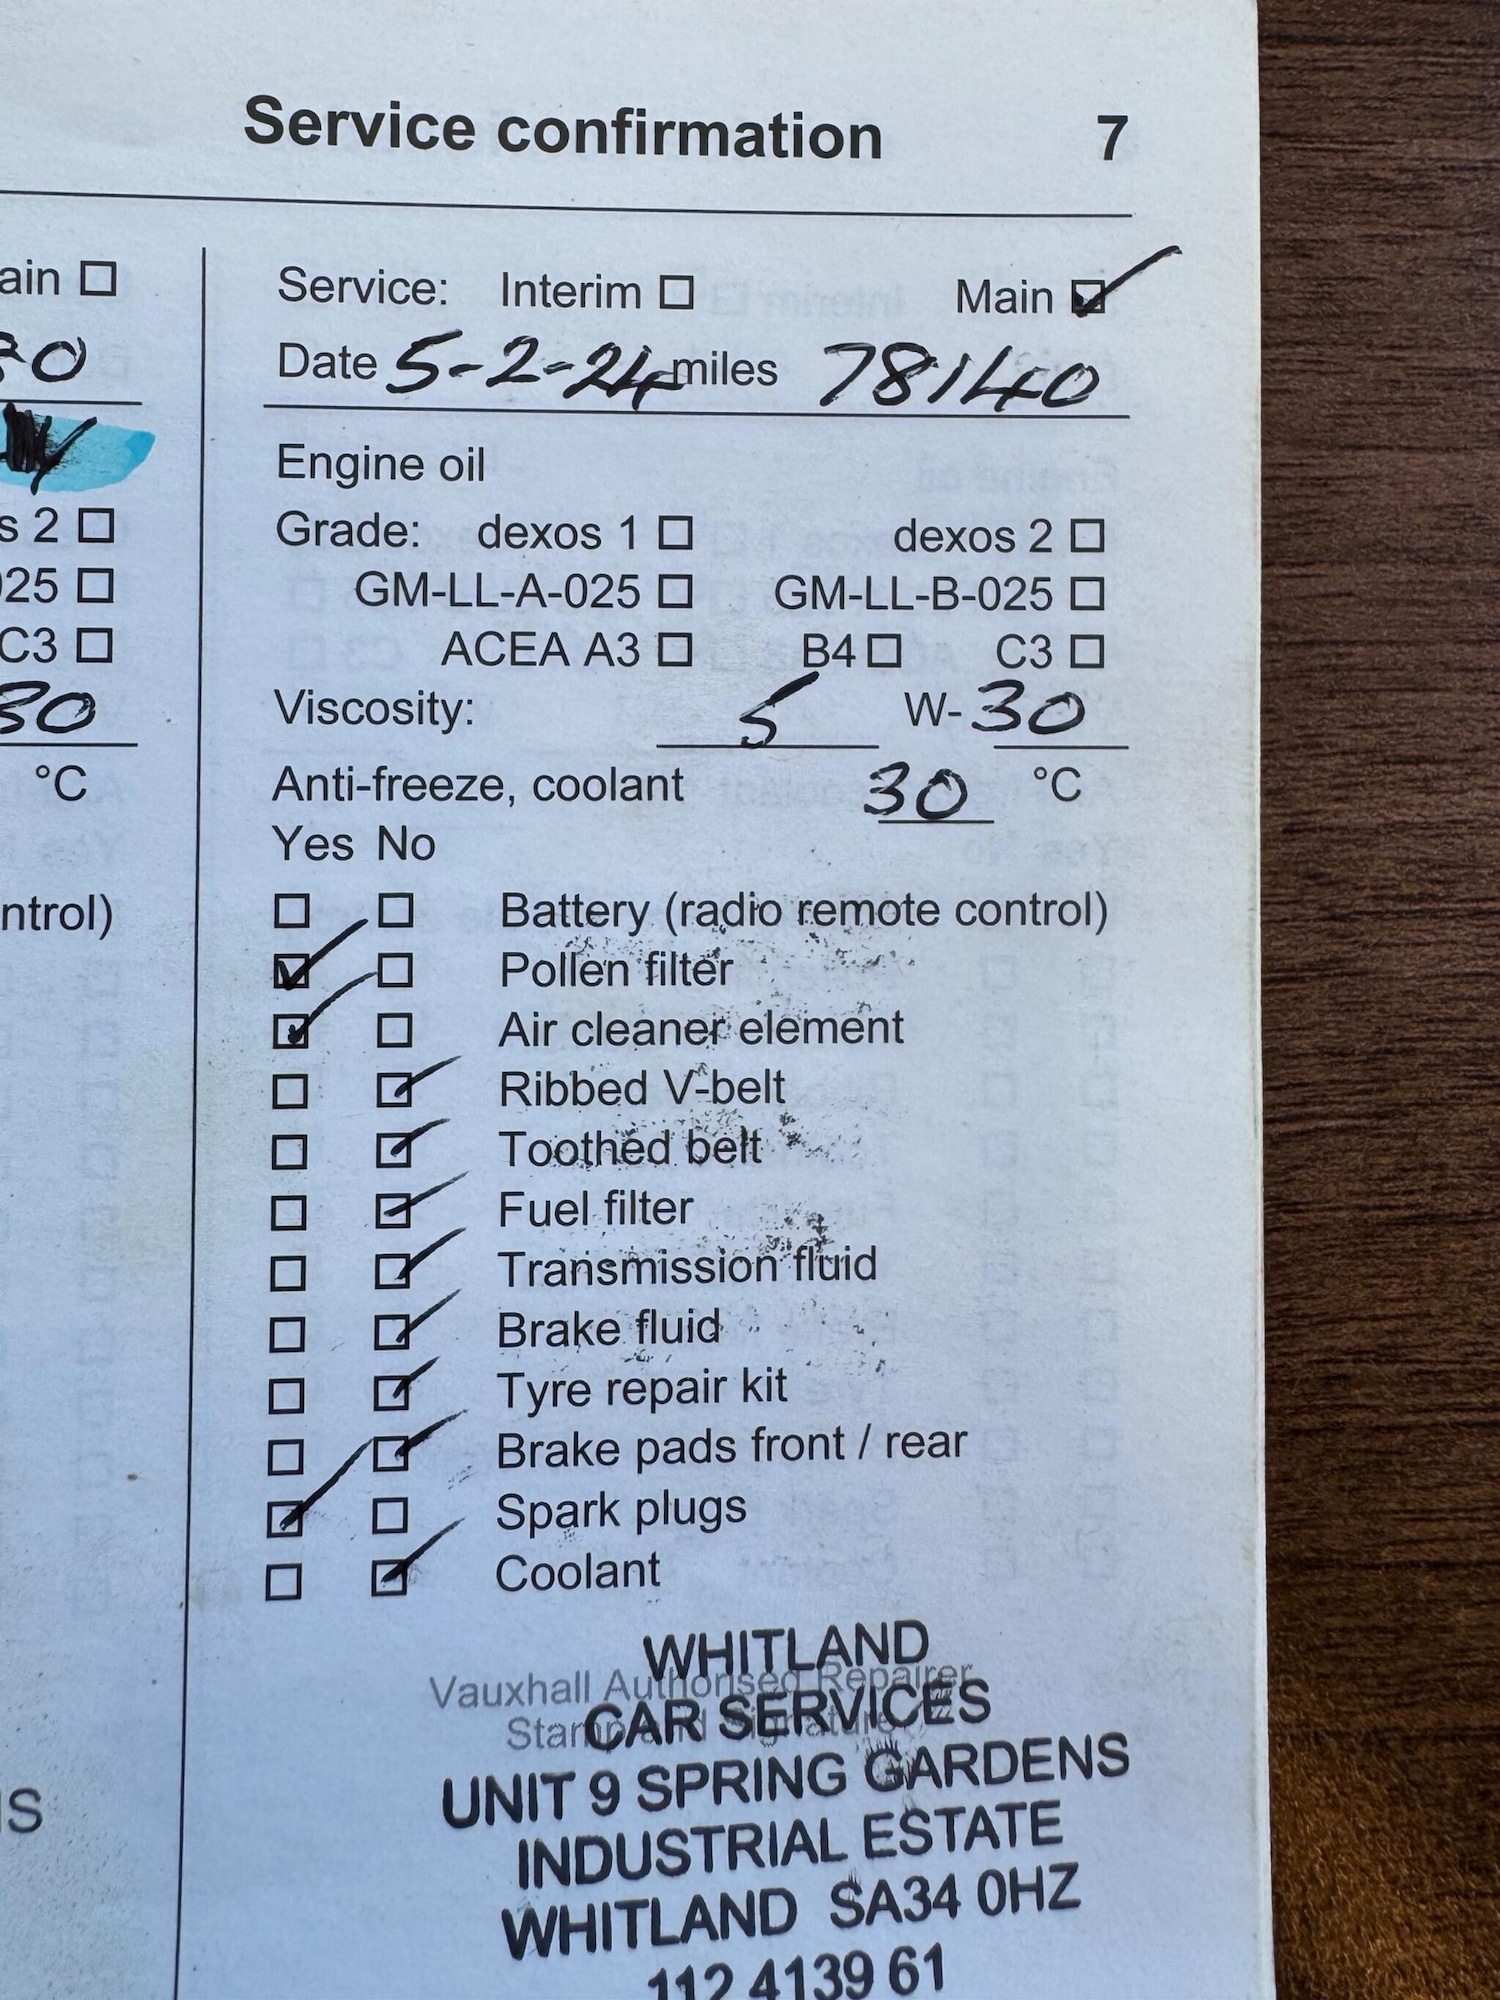 Service confirmation 7
ain ☐
30
s 2 ☐
025 ☐
C3 ☐
30
°C
ntrol)
IS
Service: Interim ☐ Main ☑
Date 5-2-24 miles 78140
Engine oil
Grade: dexos 1 ☐ dexos 2 ☐
GM-LL-A-025 ☐ GM-LL-B-025 ☐
ACEA A3 ☐ B4 ☐ C3 ☐
Viscosity: 5 W-30
Anti-freeze, coolant 30 °C
Yes No
☐ ☐ Battery (radio remote control)
☑ ☐ Pollen filter
☑ ☐ Air cleaner element
☐ ☑ Ribbed V-belt
☐ ☑ Toothed belt
☐ ☑ Fuel filter
☐ ☑ Transmission fluid
☐ ☑ Brake fluid
☐ ☑ Tyre repair kit
☐ ☑ Brake pads front / rear
☑ ☐ Spark plugs
☐ ☑ Coolant
Vauxhall Authorised Repairer
Stamp and Signature
WHITLAND
CAR SERVICES
UNIT 9 SPRING GARDENS
INDUSTRIAL ESTATE
WHITLAND SA34 0HZ
112 4139 61